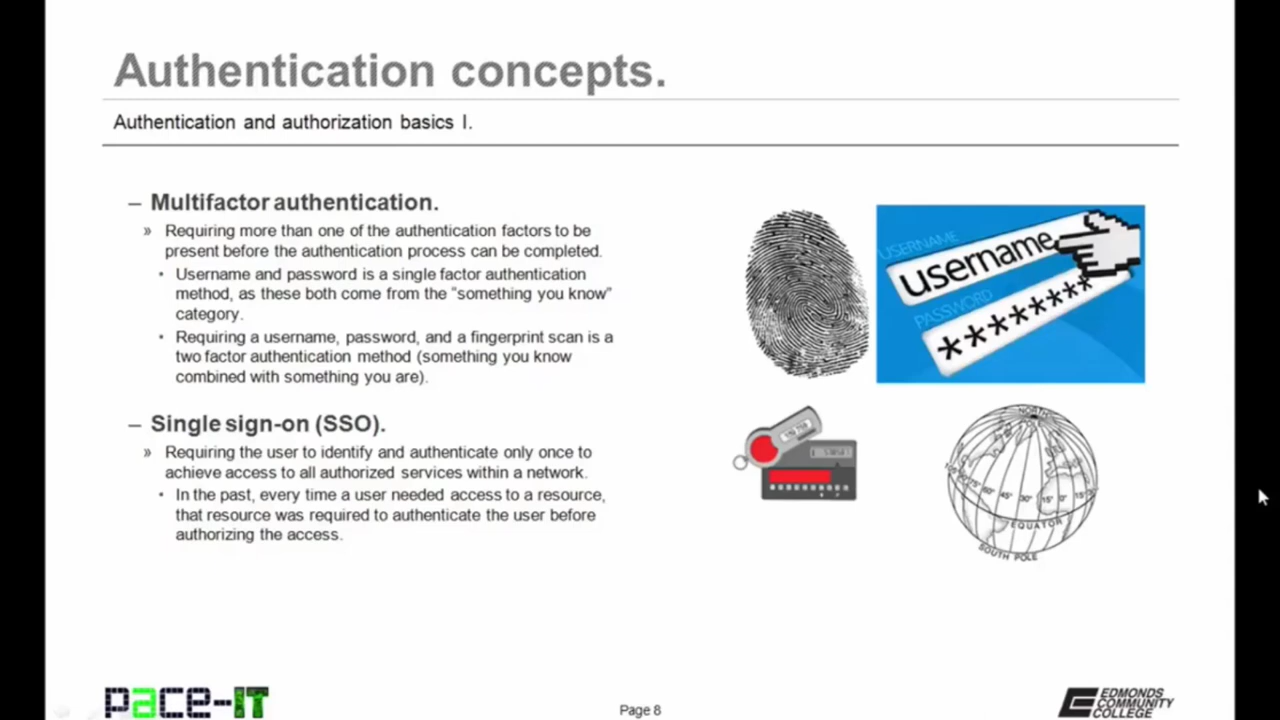 Authentication concepts.
Authentication and authorization basics I.
– Multifactor authentication.
» Requiring more than one of the authentication factors to be
present before the authentication process can be completed.
• Username and password is a single factor authentication
method, as these both come from the “something you know”
category.
• Requiring a username, password, and a fingerprint scan is a
two factor authentication method (something you know
combined with something you are).
– Single sign-on (SSO).
» Requiring the user to identify and authenticate only once to
achieve access to all authorized services within a network.
• In the past, every time a user needed access to a resource,
that resource was required to authenticate the user before
authorizing the access.
USERNAME
username
PASSWORD
********
NORTH
45° 30° 15° 0° 15°
EQUATOR
SOUTH POLE
pace-IT
Page 8
EDMONDS
COMMUNITY
COLLEGE